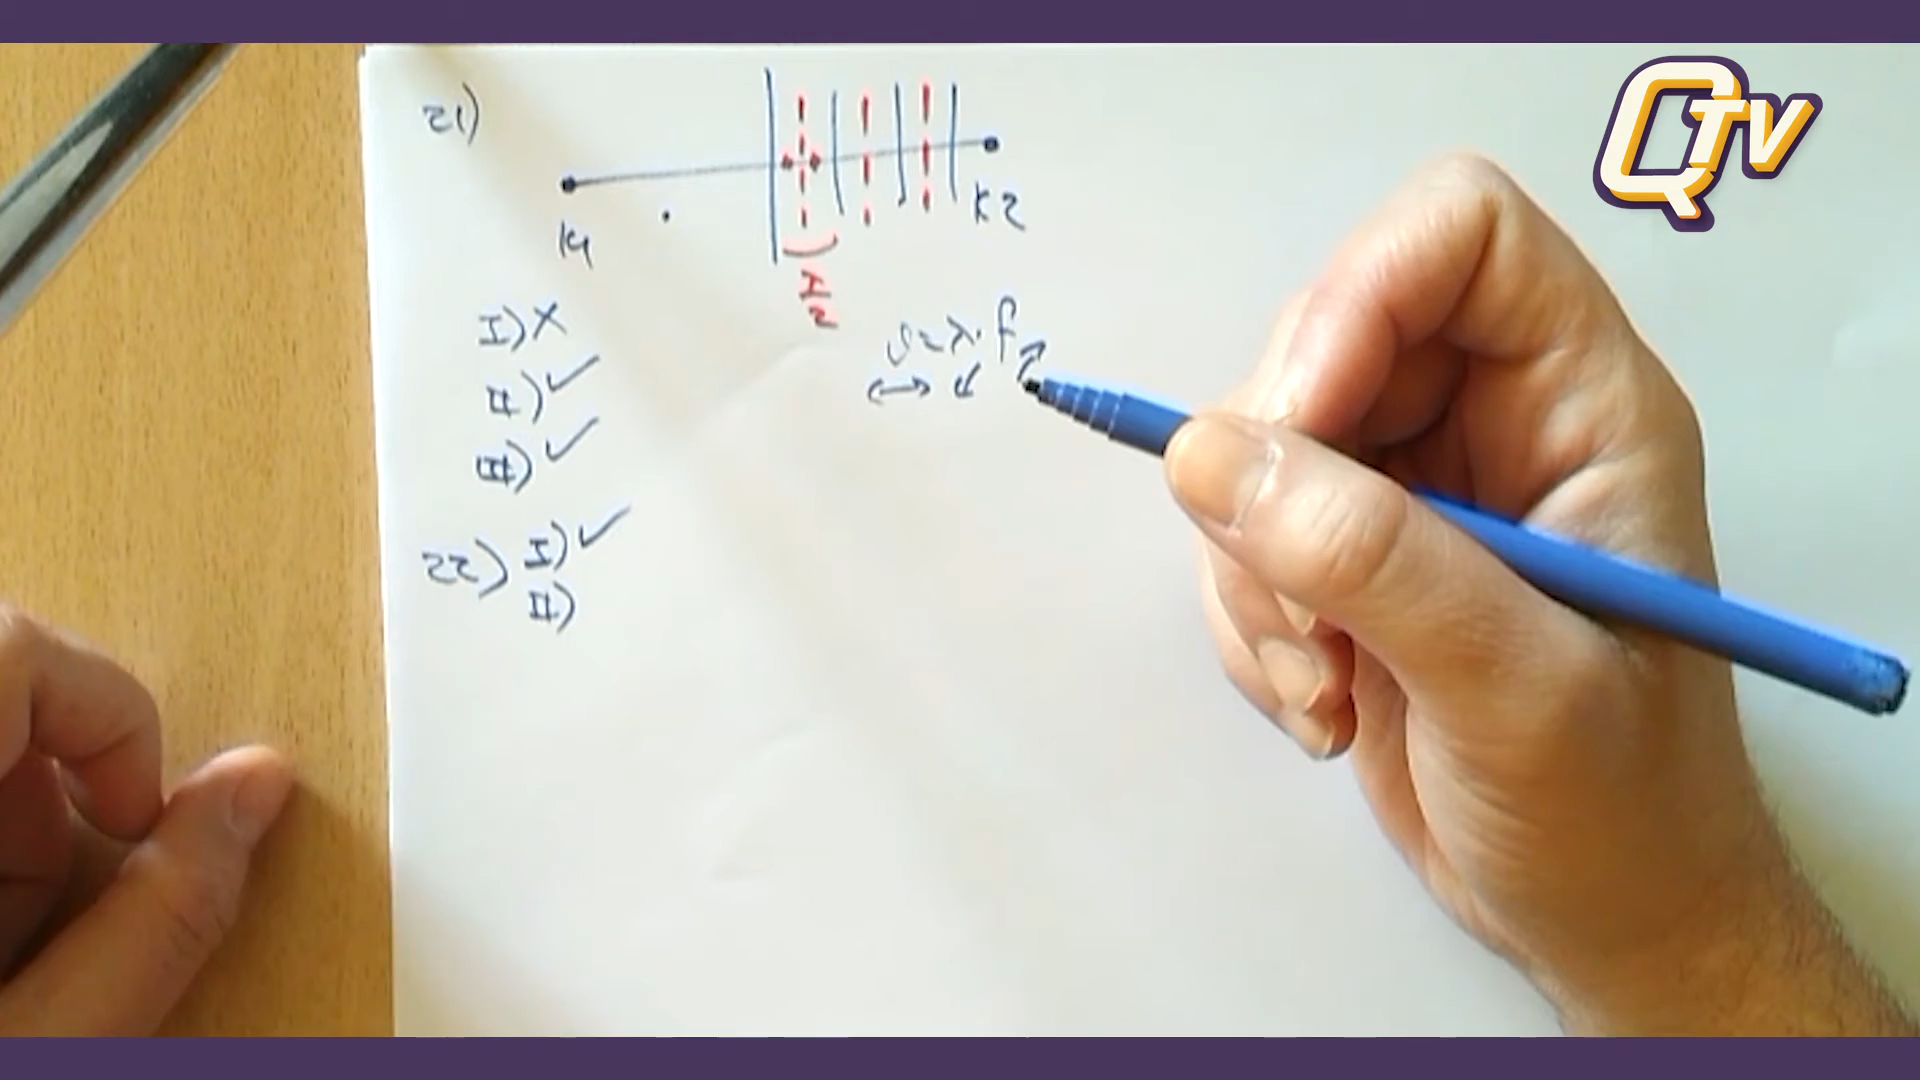 QTV
21)
K1
K2
λ
2
I) X
II) ✓
III) ✓
υ = λ. f
22) I) ✓
II)